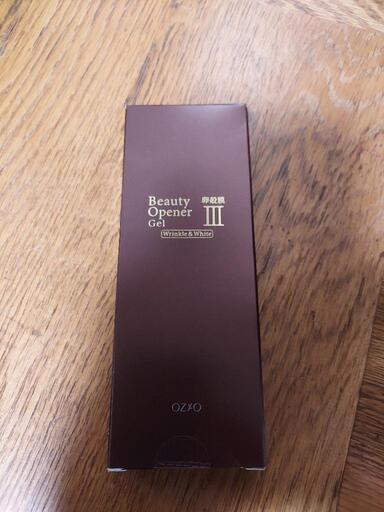 Beauty
Opener
Gel
卵殻膜
III
Wrinkle & White
OZIO